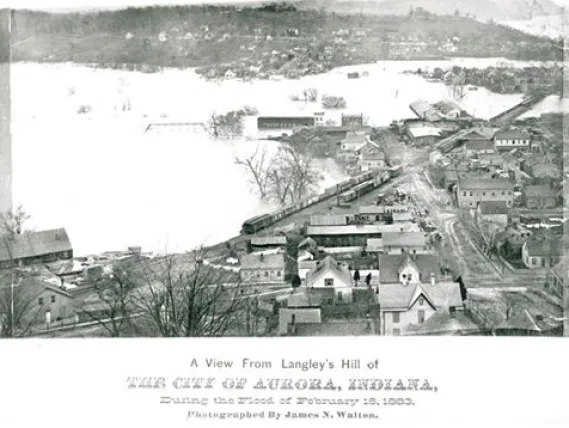 A View From Langley's Hill of
THE CITY OF AURORA, INDIANA,
During the Flood of February 16, 1883.
Photographed By James N. Walton.